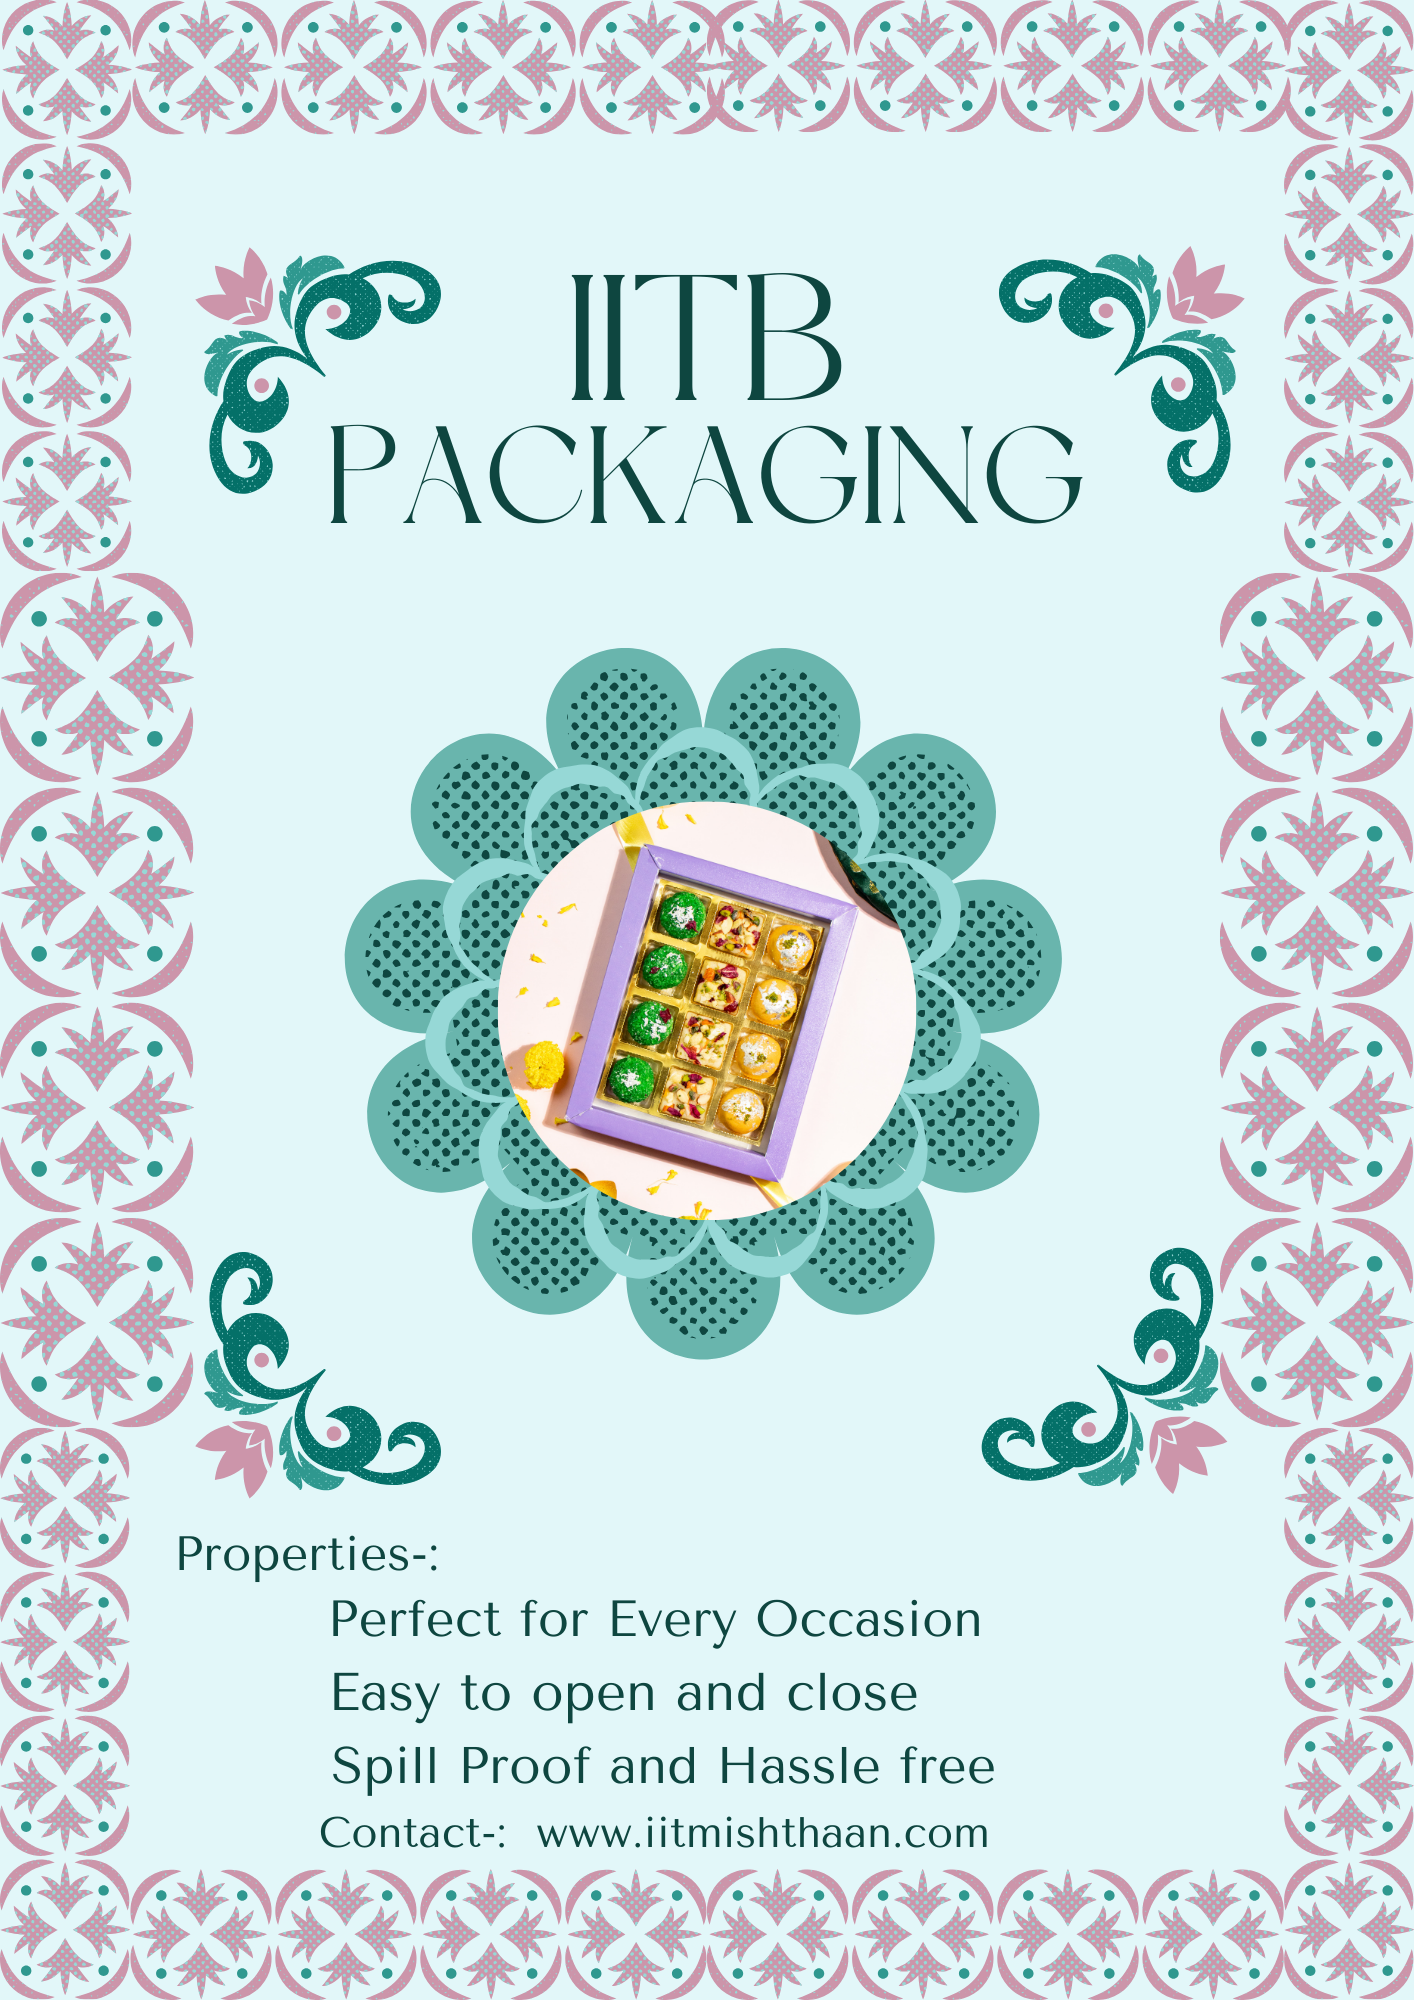 IITB
PACKAGING
Properties-:
Perfect for Every Occasion
Easy to open and close
Spill Proof and Hassle free
Contact-: www.iitmishthaan.com